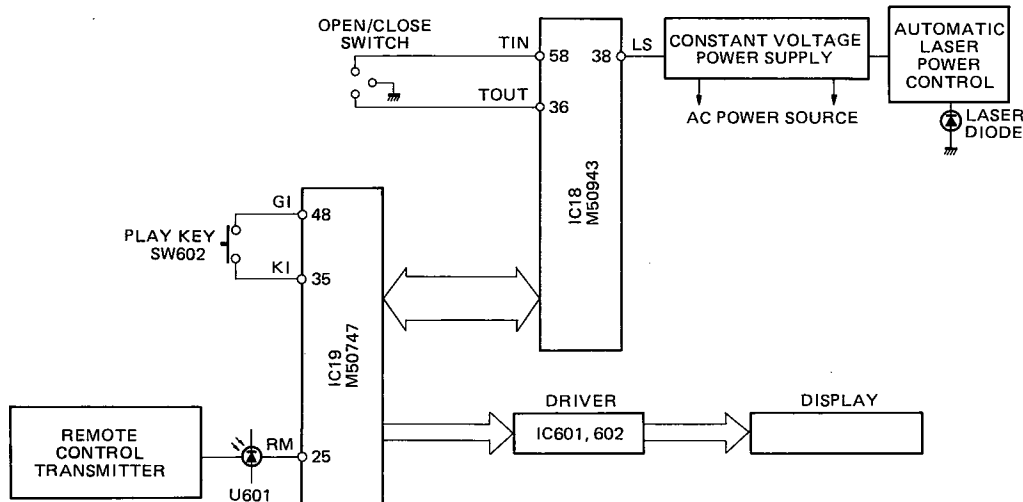 OPEN/CLOSE
SWITCH
TIN
58
38
LS
CONSTANT VOLTAGE
POWER SUPPLY
AUTOMATIC
LASER
POWER
CONTROL
TOUT
36
AC POWER SOURCE
LASER
DIODE
IC18
M50943
GI
48
PLAY KEY
SW602
KI
35
IC19
M50747
DRIVER
DISPLAY
REMOTE
CONTROL
TRANSMITTER
RM
25
U601
IC601, 602